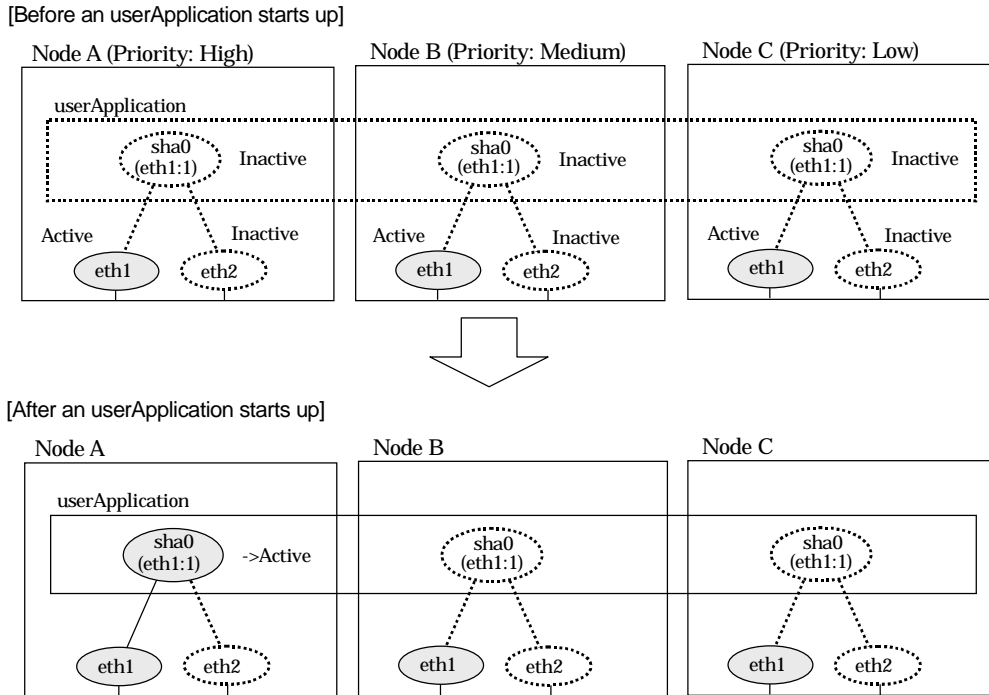 [Before an userApplication starts up]
Node A (Priority: High)
Node B (Priority: Medium)
Node C (Priority: Low)
userApplication
sha0
(eth1:1)
Inactive
sha0
(eth1:1)
Inactive
sha0
(eth1:1)
Inactive
Active
Inactive
Active
Inactive
Active
Inactive
eth1
eth2
eth1
eth2
eth1
eth2
[After an userApplication starts up]
Node A
Node B
Node C
userApplication
sha0
(eth1:1)
->Active
sha0
(eth1:1)
sha0
(eth1:1)
eth1
eth2
eth1
eth2
eth1
eth2